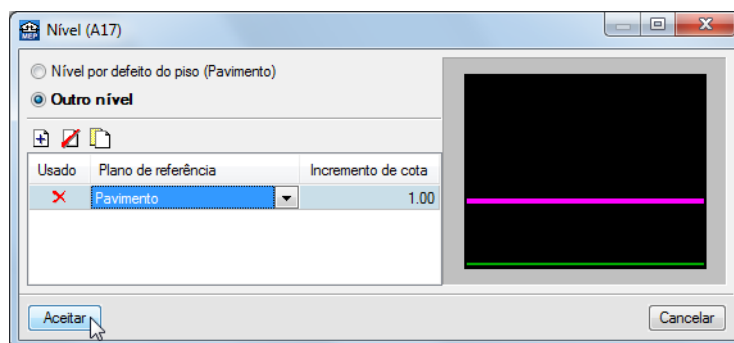 MEP Nível (A17)
Nível por defeito do piso (Pavimento)
Outro nível
Usado Plano de referência Incremento de cota
Pavimento 1.00
Aceitar Cancelar